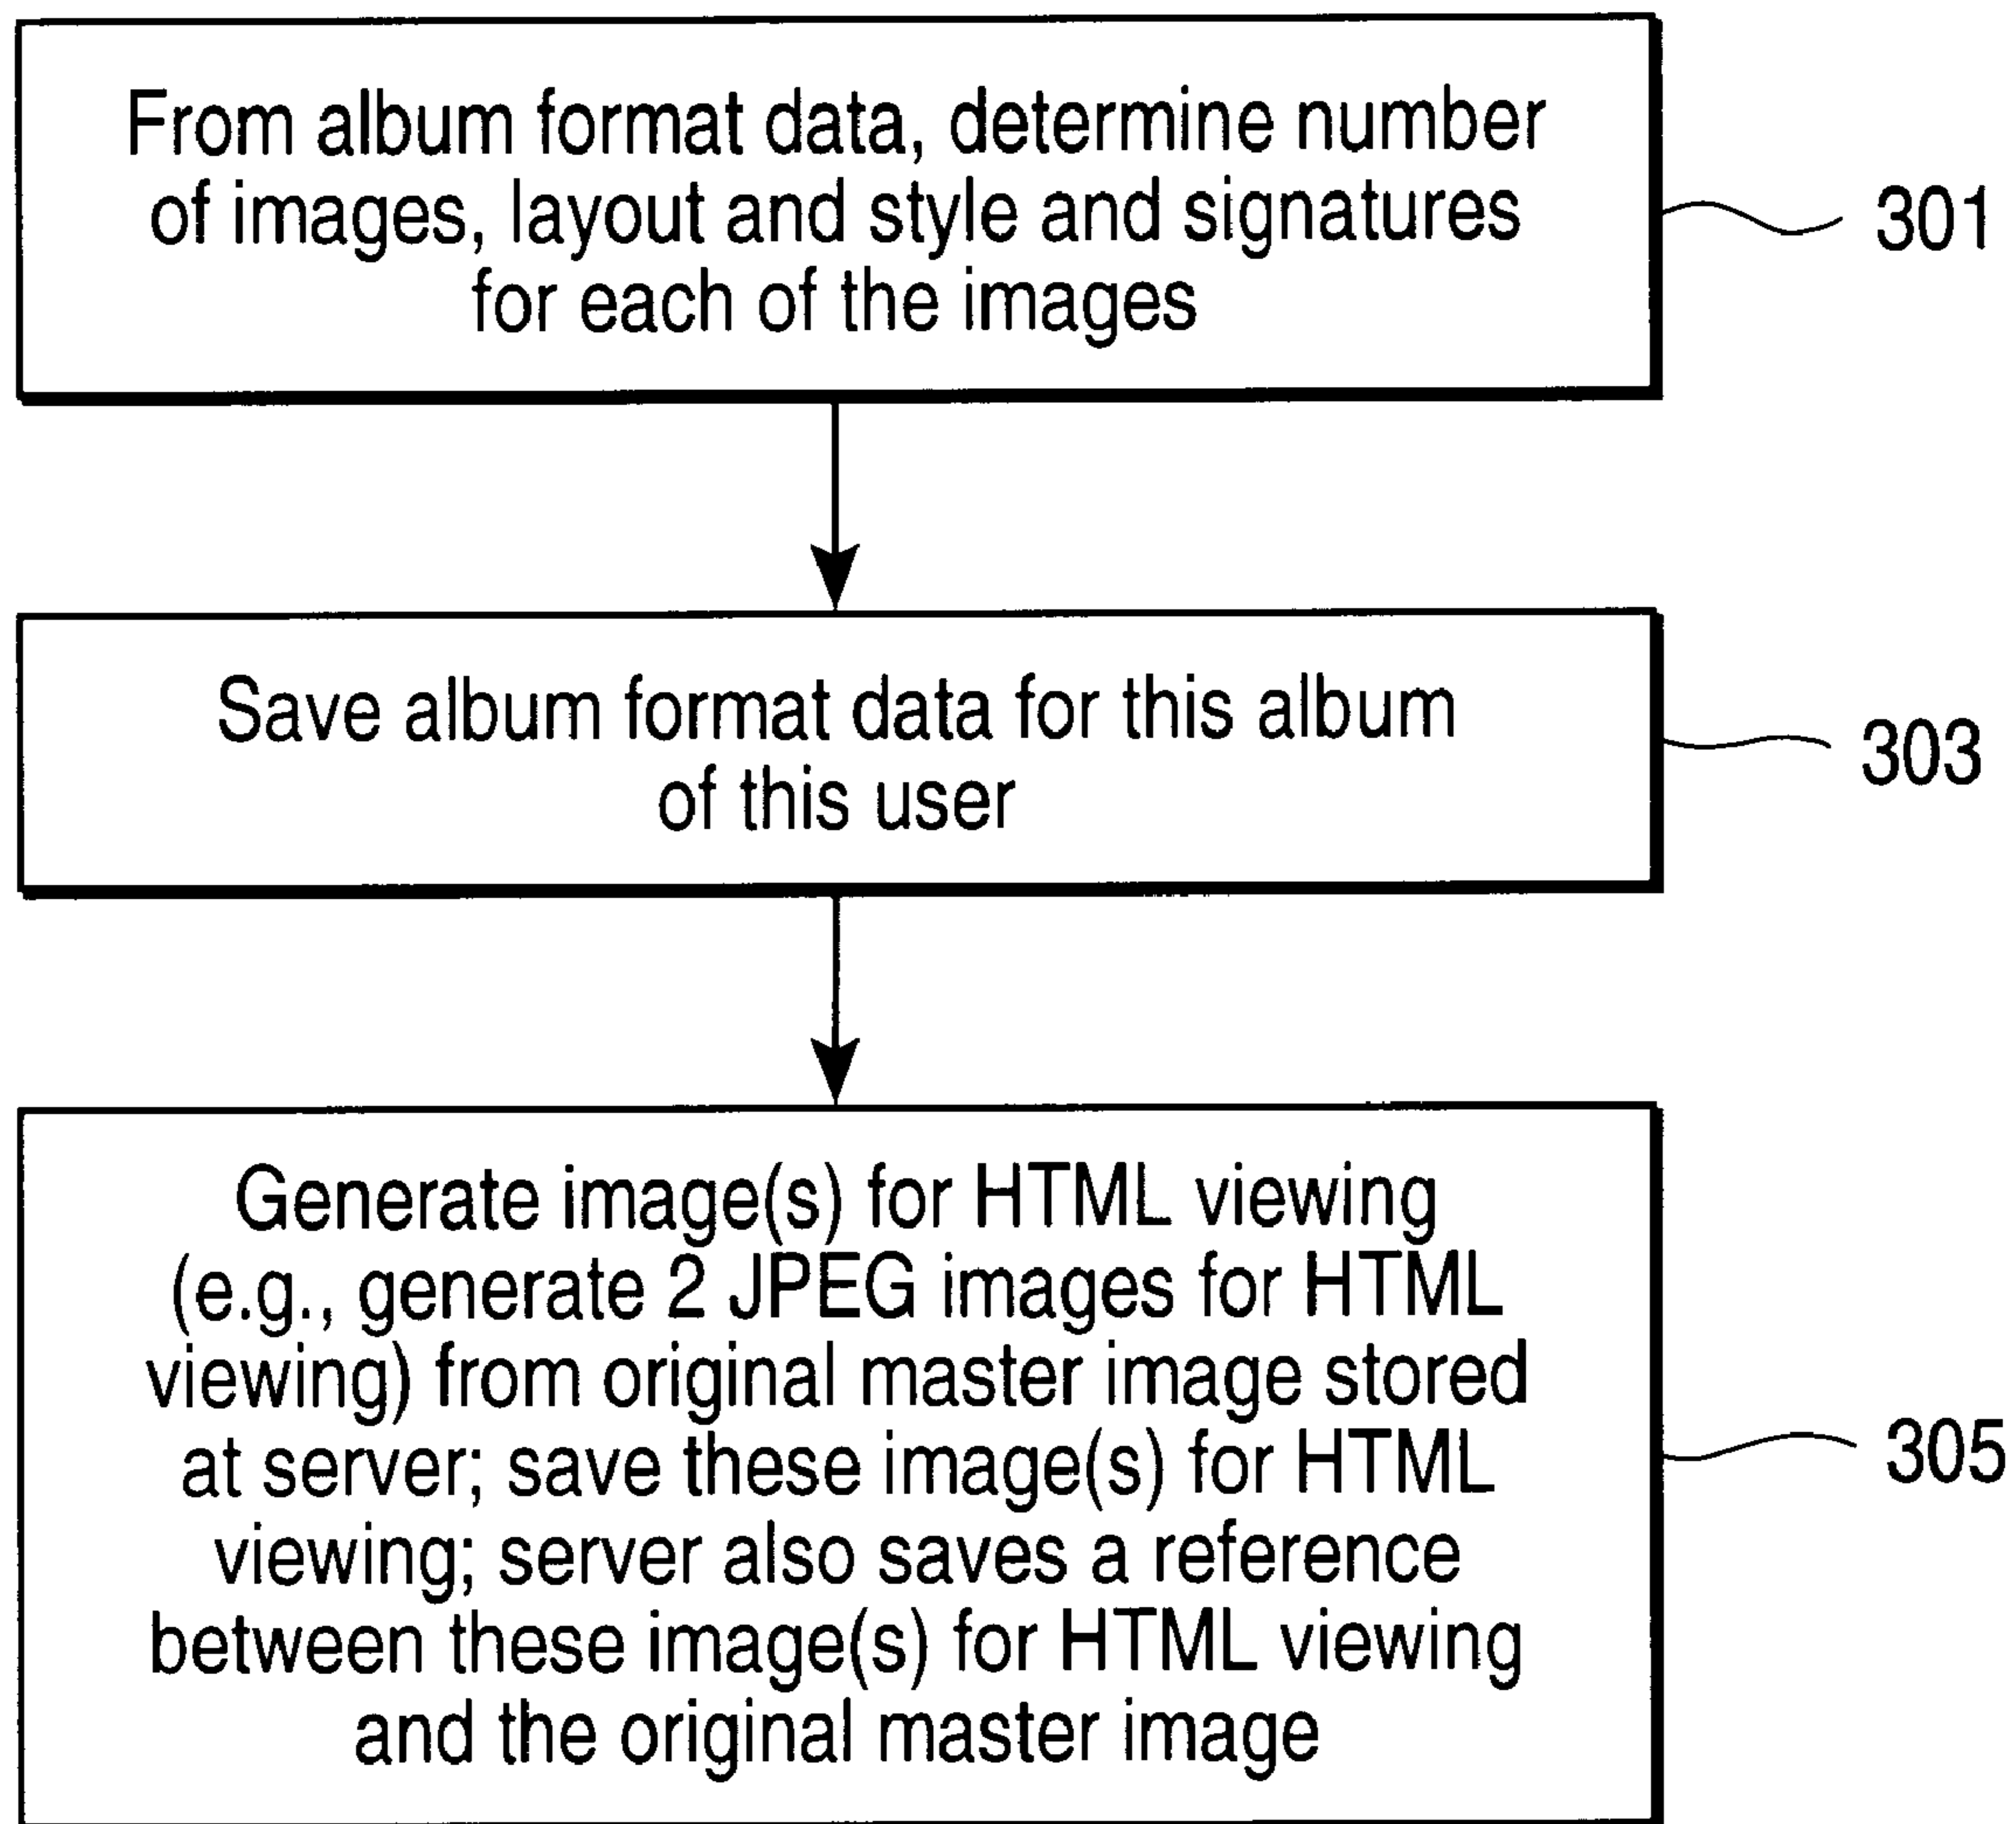 From album format data, determine number
of images, layout and style and signatures
for each of the images
301
Save album format data for this album
of this user
303
Generate image(s) for HTML viewing
(e.g., generate 2 JPEG images for HTML
viewing) from original master image stored
at server; save these image(s) for HTML
viewing; server also saves a reference
between these image(s) for HTML viewing
and the original master image
305